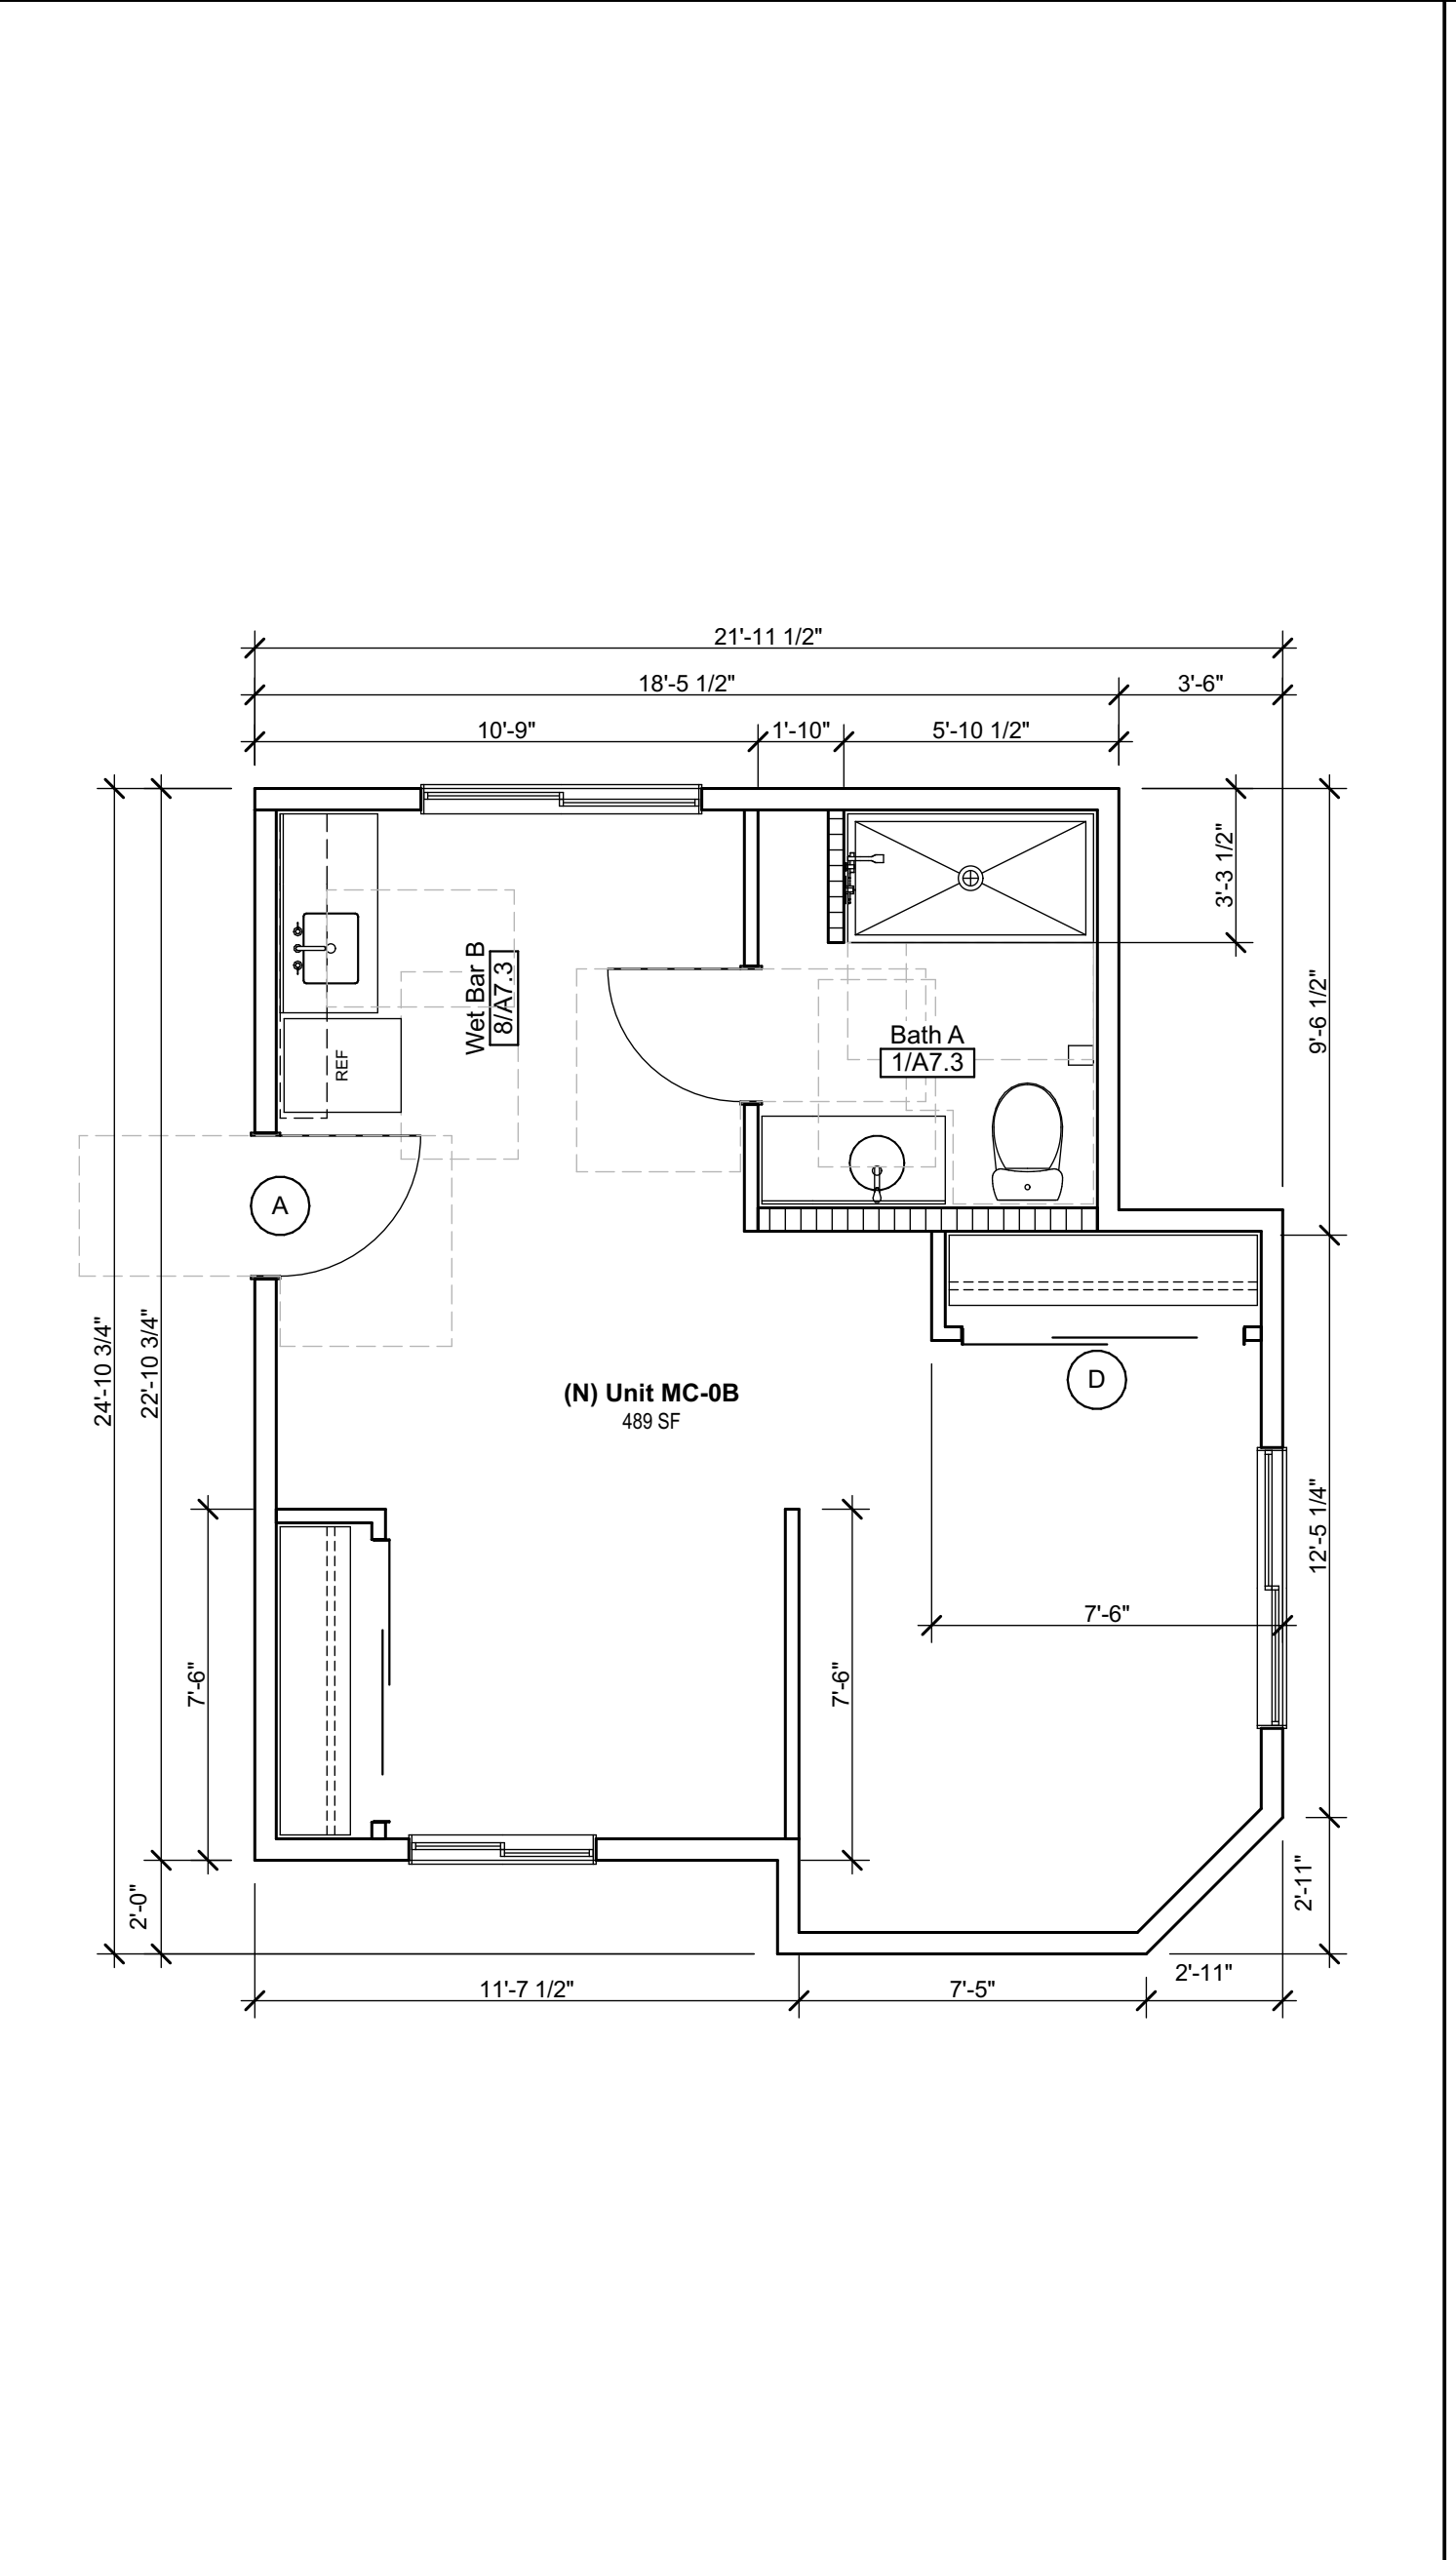 21'-11 1/2"
18'-5 1/2"
3'-6"
10'-9"
1'-10"
5'-10 1/2"
3'-3 1/2"
9'-6 1/2"
Wet Bar B
8/A7.3
REF
Bath A
1/A7.3
A
24'-10 3/4"
22'-10 3/4"
(N) Unit MC-0B
489 SF
D
12'-5 1/4"
7'-6"
7'-6"
7'-6"
2'-0"
2'-11"
2'-11"
11'-7 1/2"
7'-5"